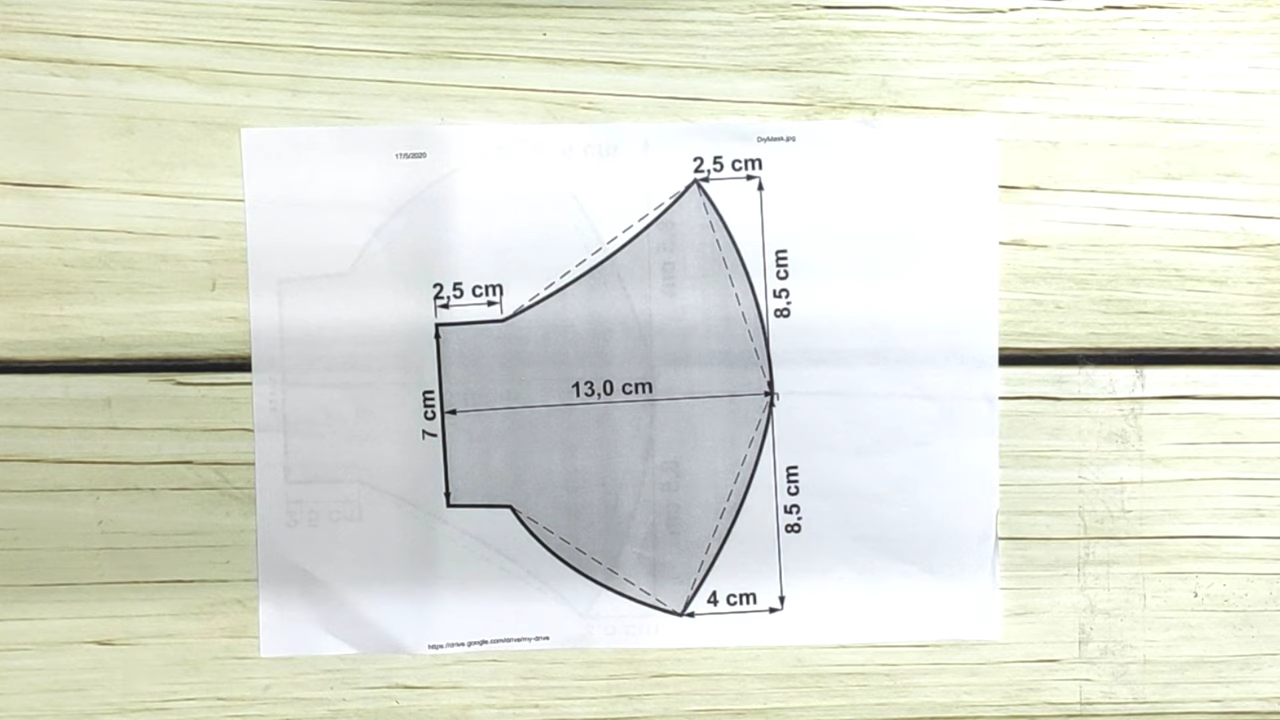 17/5/2020
DiyMask.jpg
2,5 cm
8,5 cm
2,5 cm
13,0 cm
7 cm
8,5 cm
4 cm
https://drive.google.com/drive/my-drive